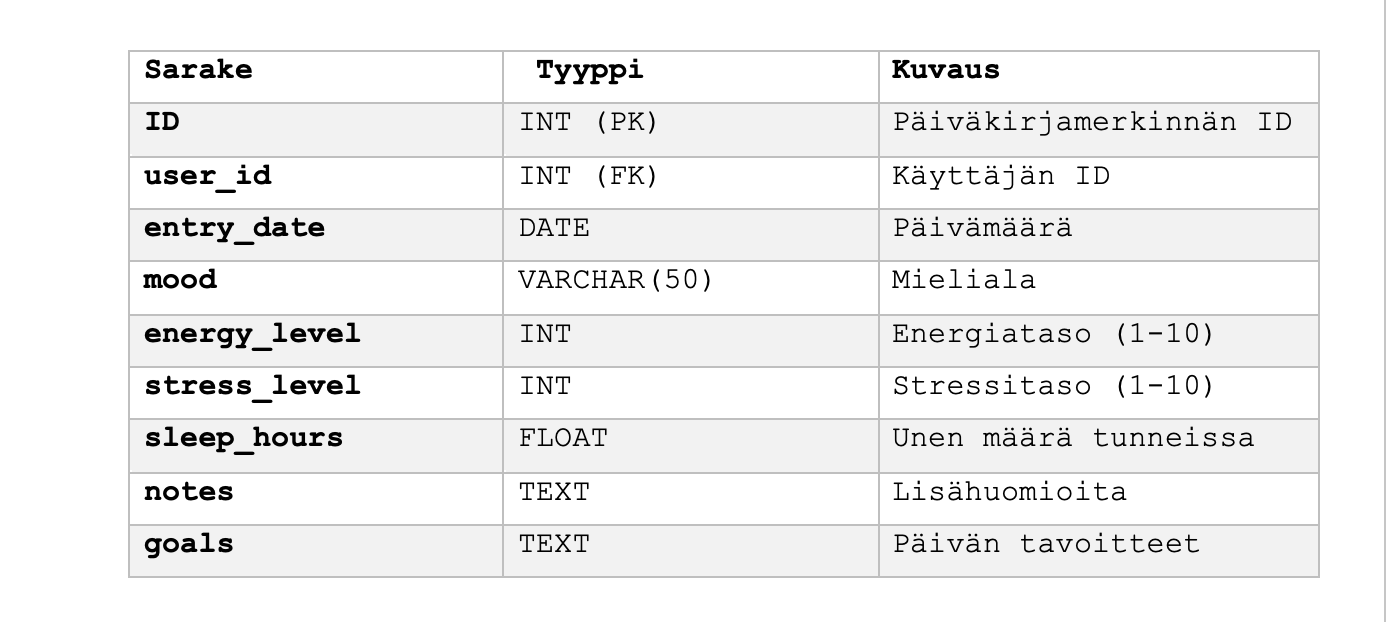 Sarake Tyyppi Kuvaus
ID INT (PK) Päiväkirjamerkinnän ID
user_id INT (FK) Käyttäjän ID
entry_date DATE Päivämäärä
mood VARCHAR(50) Mieliala
energy_level INT Energiataso (1-10)
stress_level INT Stressitaso (1-10)
sleep_hours FLOAT Unen määrä tunneissa
notes TEXT Lisähuomioita
goals TEXT Päivän tavoitteet